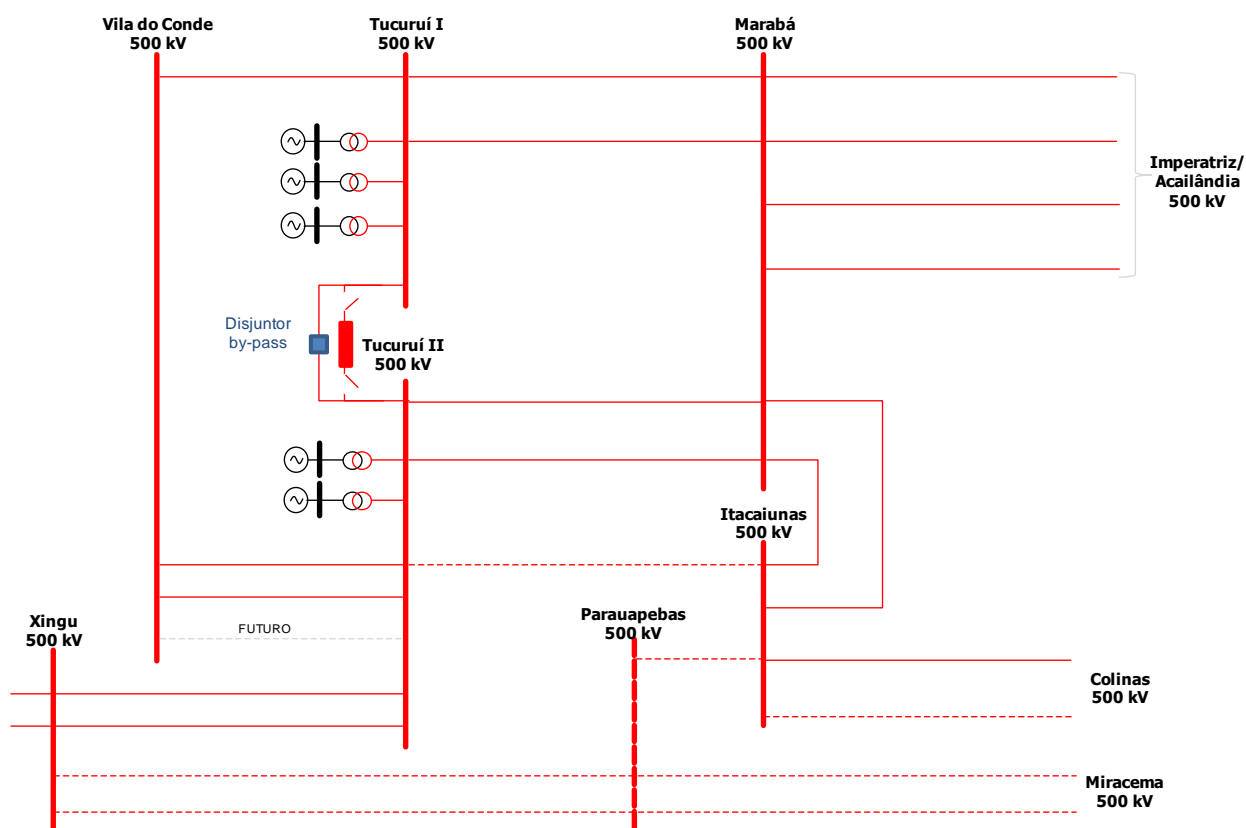 Vila do Conde
500 kV
Tucuruí I
500 kV
Marabá
500 kV
Imperatriz/
Acailândia
500 kV
Disjuntor
by-pass
Tucuruí II
500 kV
Itacaiunas
500 kV
Xingu
500 kV
FUTURO
Parauapebas
500 kV
Colinas
500 kV
Miracema
500 kV